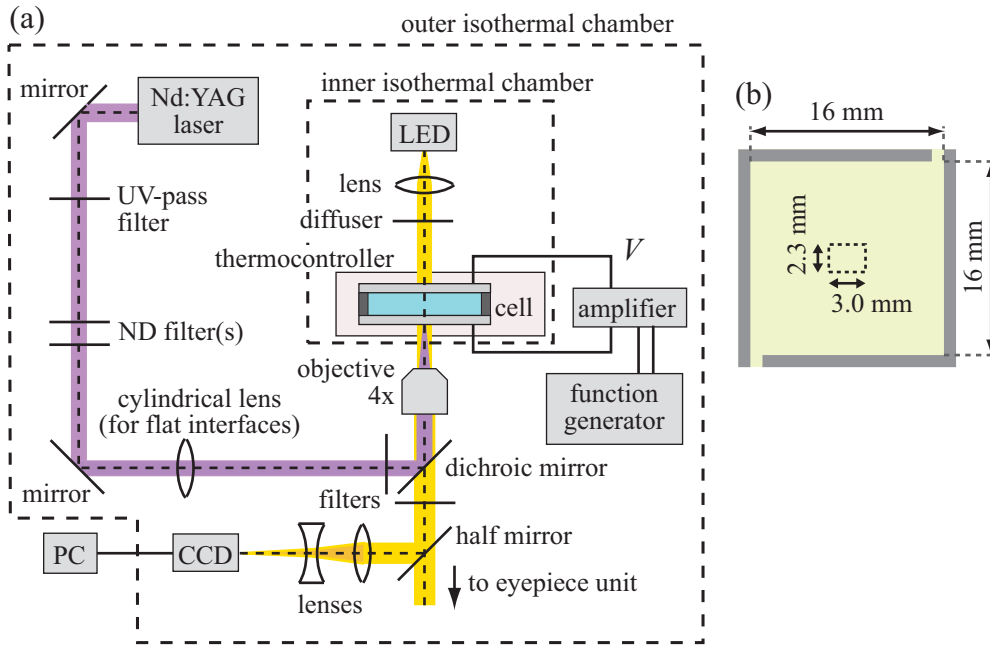 (a)
outer isothermal chamber
mirror
Nd:YAG
laser
inner isothermal chamber
LED
lens
diffuser
UV-pass
filter
thermocontroller
V
cell
amplifier
ND filter(s)
objective
4x
function
generator
cylindrical lens
(for flat interfaces)
mirror
dichroic mirror
filters
half mirror
PC
CCD
lenses
to eyepiece unit
(b)
16 mm
2.3 mm
3.0 mm
16 mm